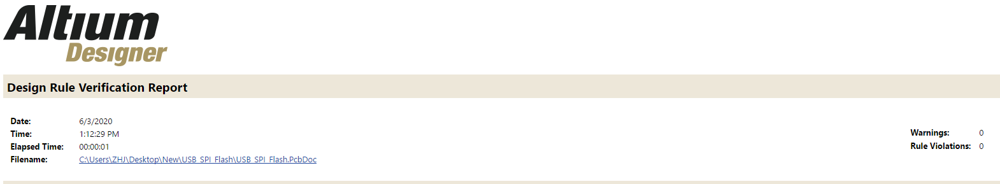 Altium
Designer
Design Rule Verification Report
Date: 6/3/2020
Time: 1:12:29 PM
Elapsed Time: 00:00:01
Filename: C:\Users\ZHJ\Desktop\New\USB_SPI_Flash\USB_SPI_Flash.PcbDoc
Warnings: 0
Rule Violations: 0